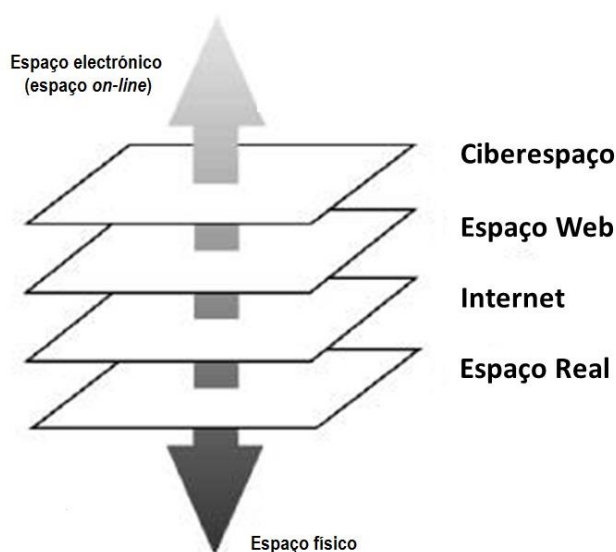 Espaço electrónico
(espaço on-line)
Ciberespaço
Espaço Web
Internet
Espaço Real
Espaço físico